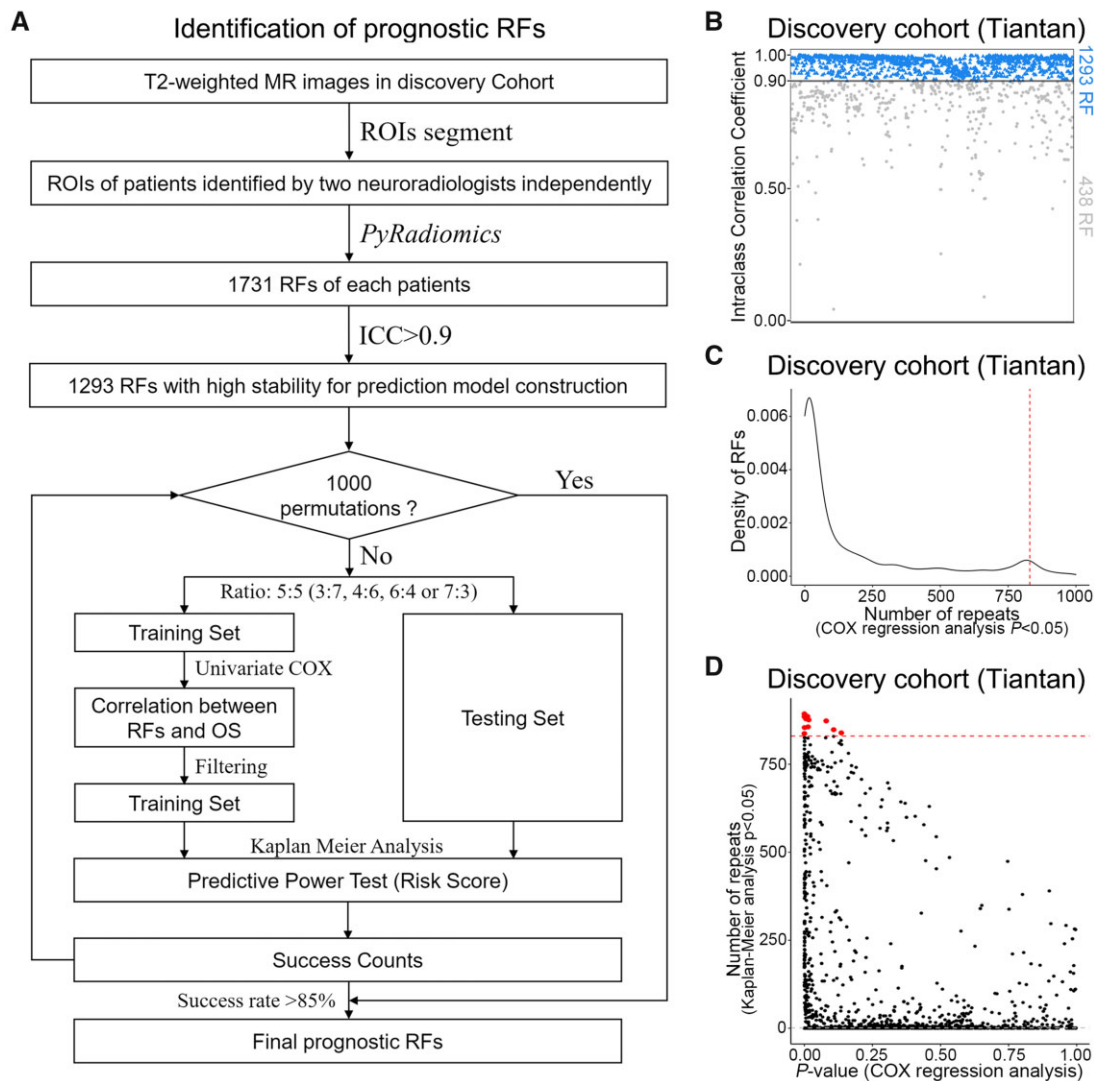 A
Identification of prognostic RFs
T2-weighted MR images in discovery Cohort
ROIs segment
ROIs of patients identified by two neuroradiologists independently
PyRadiomics
1731 RFs of each patients
ICC>0.9
1293 RFs with high stability for prediction model construction
1000
permutations ?
Yes
No
Ratio: 5:5 (3:7, 4:6, 6:4 or 7:3)
Training Set
Univariate COX
Correlation between
RFs and OS
Filtering
Training Set
Testing Set
Kaplan Meier Analysis
Predictive Power Test (Risk Score)
Success Counts
Success rate >85%
Final prognostic RFs
B
Discovery cohort (Tiantan)
Intraclass Correlation Coefficient
1.00
0.90
0.50
0.00
1293 RF
438 RF
C
Discovery cohort (Tiantan)
Density of RFs
0.006
0.004
0.002
0.000
0 250 500 750 1000
Number of repeats
(COX regression analysis P<0.05)
D
Discovery cohort (Tiantan)
Number of repeats
(Kaplan-Meier analysis p<0.05)
750
500
250
0
0.00 0.25 0.50 0.75 1.00
P-value (COX regression analysis)